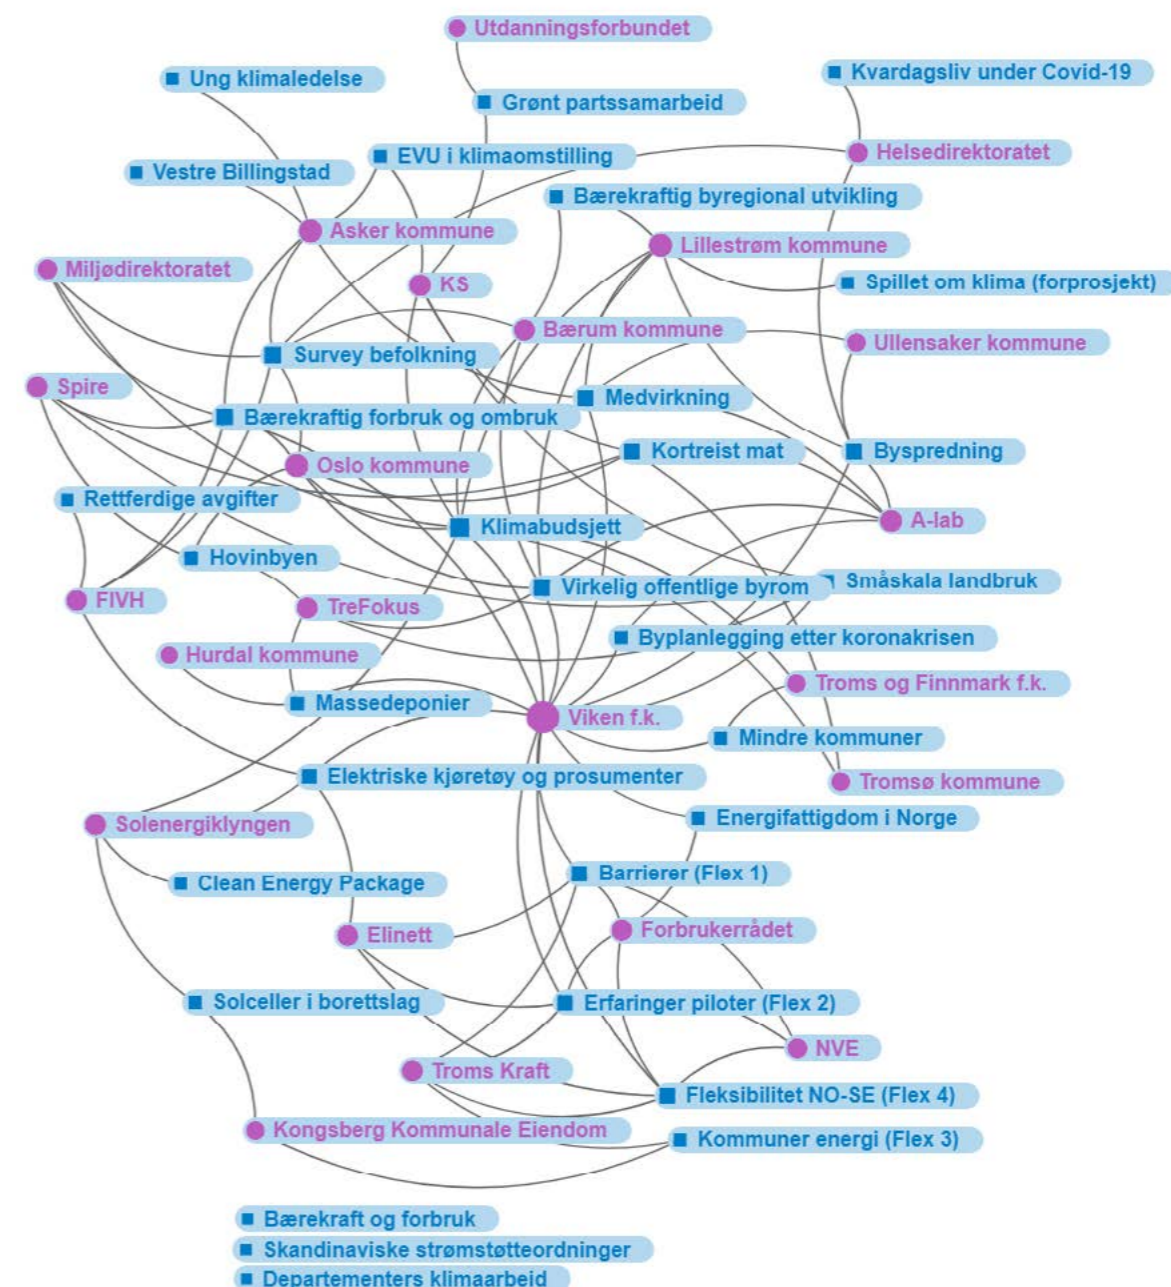 Utdanningsforbundet
Ung klimaledelse
Kvardagsliv under Covid-19
Grønt partssamarbeid
EVU i klimaomstilling
Helsedirektoratet
Vestre Billingstad
Bærekraftig byregional utvikling
Asker kommune
Lillestrøm kommune
Miljødirektoratet
KS
Spillet om klima (forprosjekt)
Bærum kommune
Ullensaker kommune
Survey befolkning
Spire
Medvirkning
Bærekraftig forbruk og ombruk
Kortreist mat
Byspredning
Oslo kommune
Rettferdige avgifter
Klimabudsjett
A-lab
Hovinbyen
Virkelig offentlige byrom
Småskala landbruk
FIVH
TreFokus
Byplanlegging etter koronakrisen
Hurdal kommune
Troms og Finnmark f.k.
Massedeponier
Viken f.k.
Mindre kommuner
Elektriske kjøretøy og prosumenter
Tromsø kommune
Solenergiklyngen
Energifattigdom i Norge
Clean Energy Package
Barrierer (Flex 1)
Elinett
Forbrukerrådet
Solceller i borettslag
Erfaringer piloter (Flex 2)
NVE
Troms Kraft
Fleksibilitet NO-SE (Flex 4)
Kongsberg Kommunale Eiendom
Kommuner energi (Flex 3)
Bærekraft og forbruk
Skandinaviske strømstøtteordninger
Departementers klimaarbeid